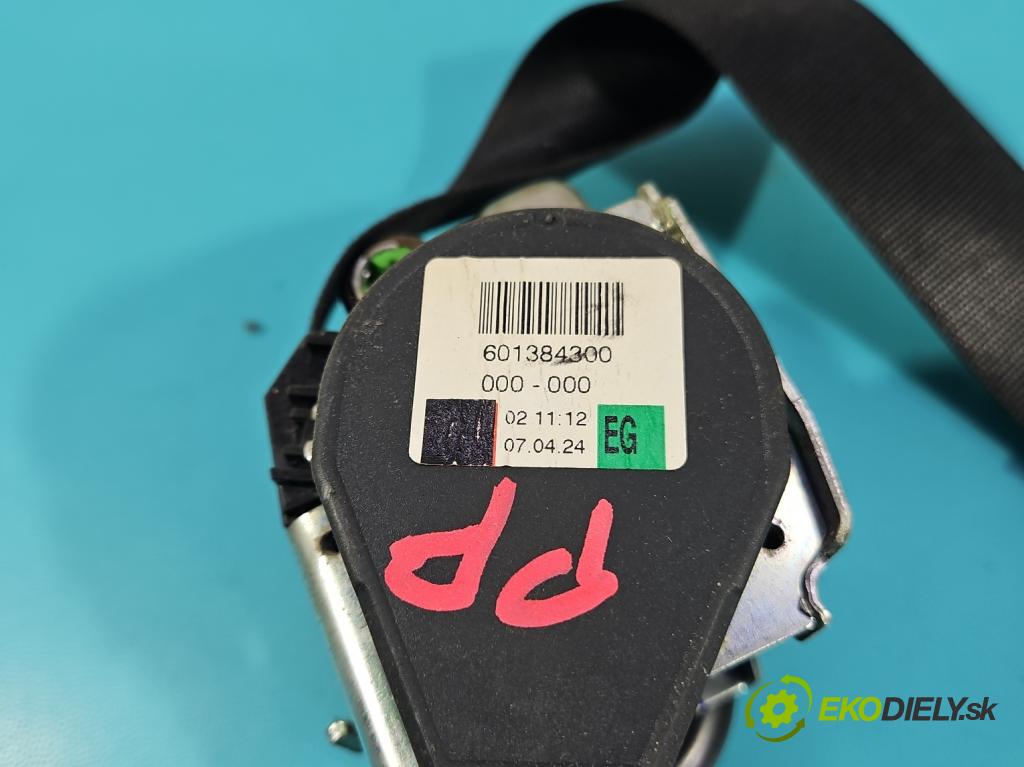 601384300
000 - 000
02 11:12
07.04.24
EG
PP
EKODIELY.sk